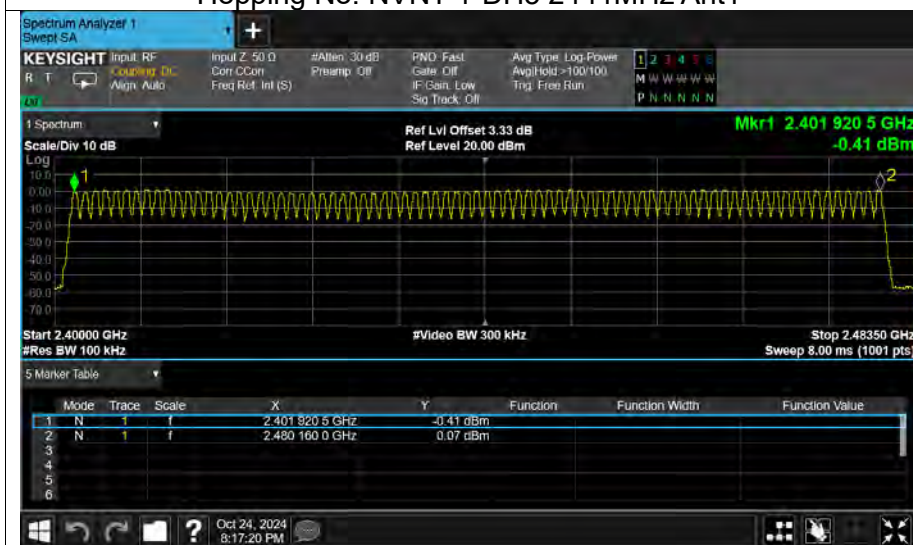 Spectrum Analyzer 1
Swept SA
+
KEYSIGHT Input: RF Input Z: 50 Ω #Atten: 30 dB PNO: Fast Avg Type: Log-Power 1 2 3 4 5 6
R T Coupling: DC Corr CCorr Preamp: Off Gate: Off Avg|Hold: >100/100 M W W W W W
Align: Auto Freq Ref: Int (S) IF Gain: Low Trig: Free Run
Sig Track: Off P N N N N N
1 Spectrum
Ref Lvl Offset 3.33 dB Mkr1 2.401 920 5 GHz
Scale/Div 10 dB Ref Level 20.00 dBm -0.41 dBm
Log
10.0 1 2
0.00
-10.0
-20.0
-30.0
-40.0
-50.0
-60.0
-70.0
Start 2.40000 GHz #Video BW 300 kHz Stop 2.48350 GHz
#Res BW 100 kHz Sweep 8.00 ms (1001 pts)
5 Marker Table
Mode Trace Scale X Y Function Function Width Function Value
1 N 1 f 2.401 920 5 GHz -0.41 dBm
2 N 1 f 2.480 160 0 GHz 0.07 dBm
3
4
5
6
? Oct 24, 2024
8:17:20 PM